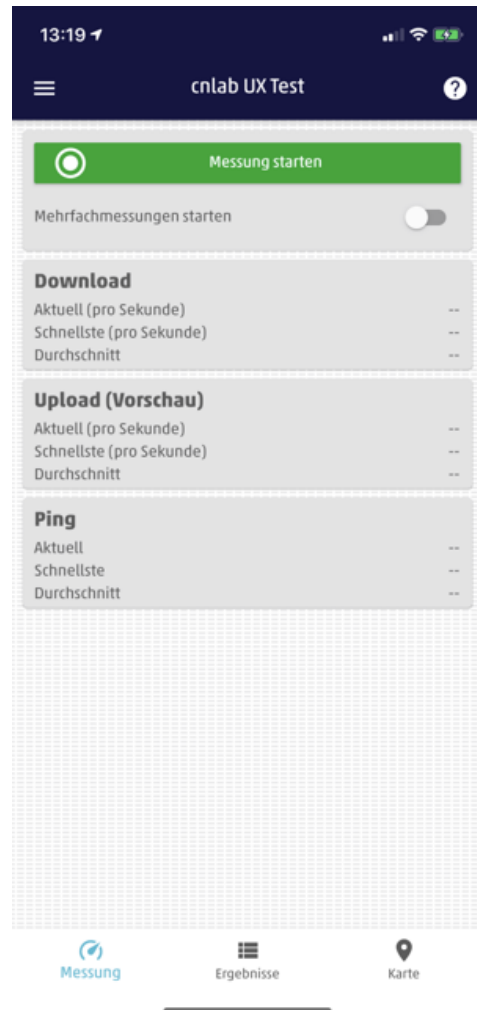 13:19
cnlab UX Test
?
Messung starten
Mehrfachmessungen starten
Download
Aktuell (pro Sekunde) --
Schnellste (pro Sekunde) --
Durchschnitt --
Upload (Vorschau)
Aktuell (pro Sekunde) --
Schnellste (pro Sekunde) --
Durchschnitt --
Ping
Aktuell --
Schnellste --
Durchschnitt --
Messung Ergebnisse Karte